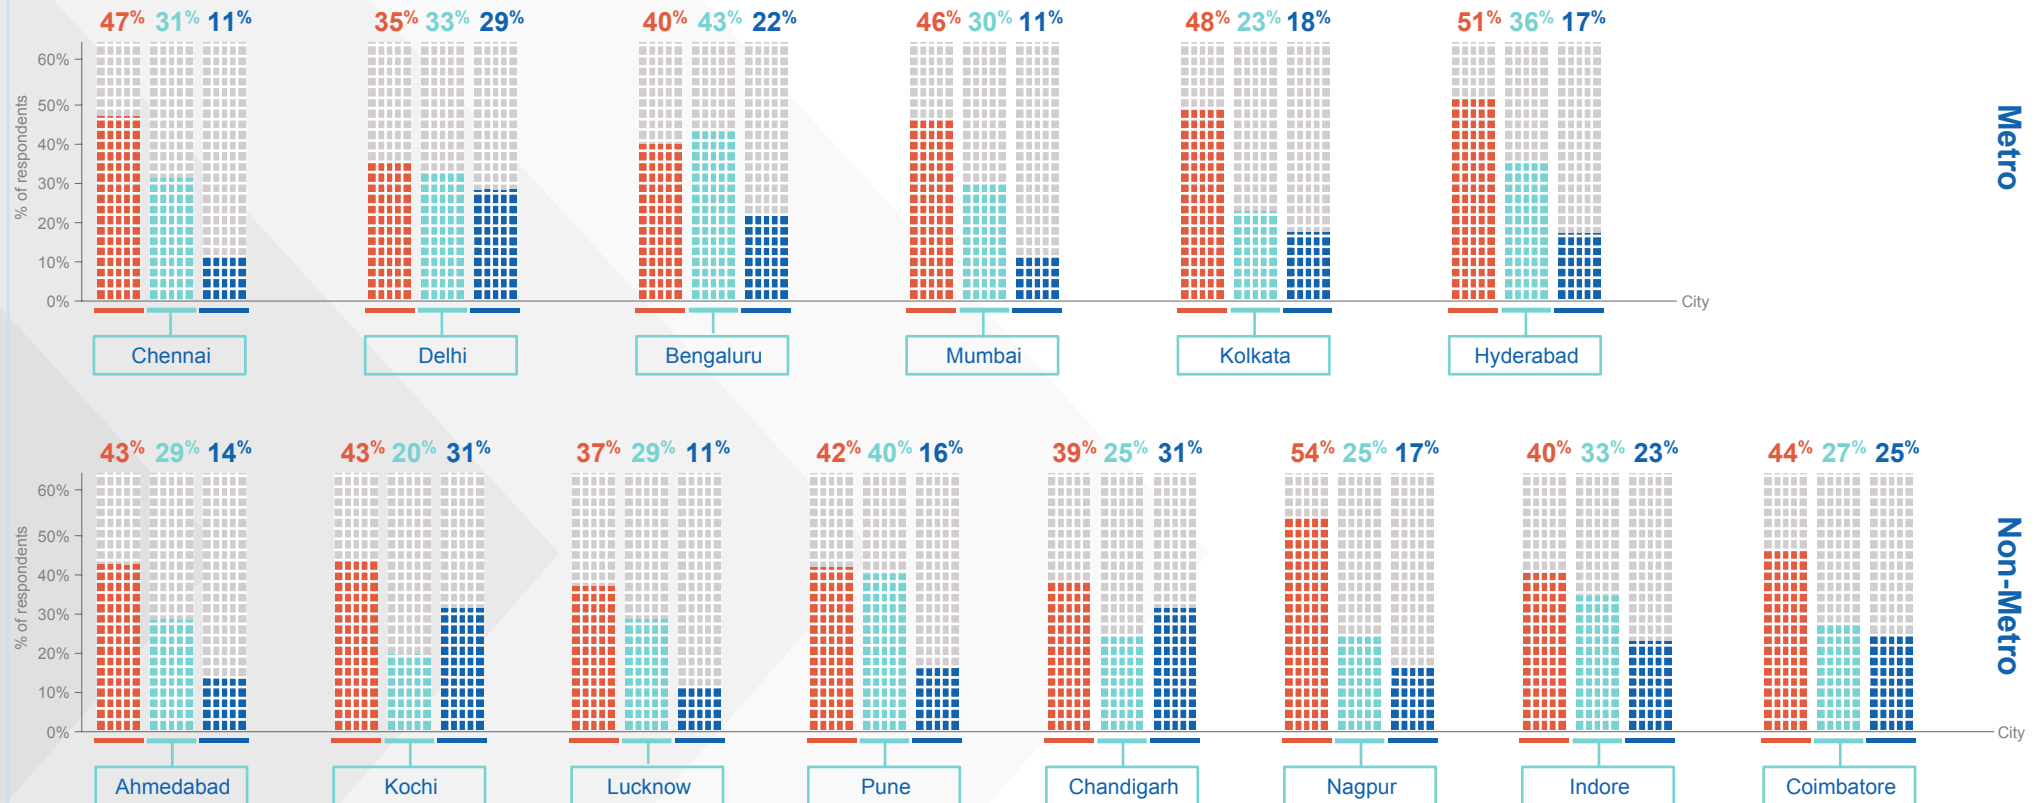 47% 31% 11% 35% 33% 29% 40% 43% 22% 46% 30% 11% 48% 23% 18% 51% 36% 17%
60%
50%
40%
30%
20%
10%
0%
% of respondents
City
Chennai Delhi Bengaluru Mumbai Kolkata Hyderabad
Metro
43% 29% 14% 43% 20% 31% 37% 29% 11% 42% 40% 16% 39% 25% 31% 54% 25% 17% 40% 33% 23% 44% 27% 25%
60%
50%
40%
30%
20%
10%
0%
% of respondents
City
Ahmedabad Kochi Lucknow Pune Chandigarh Nagpur Indore Coimbatore
Non-Metro